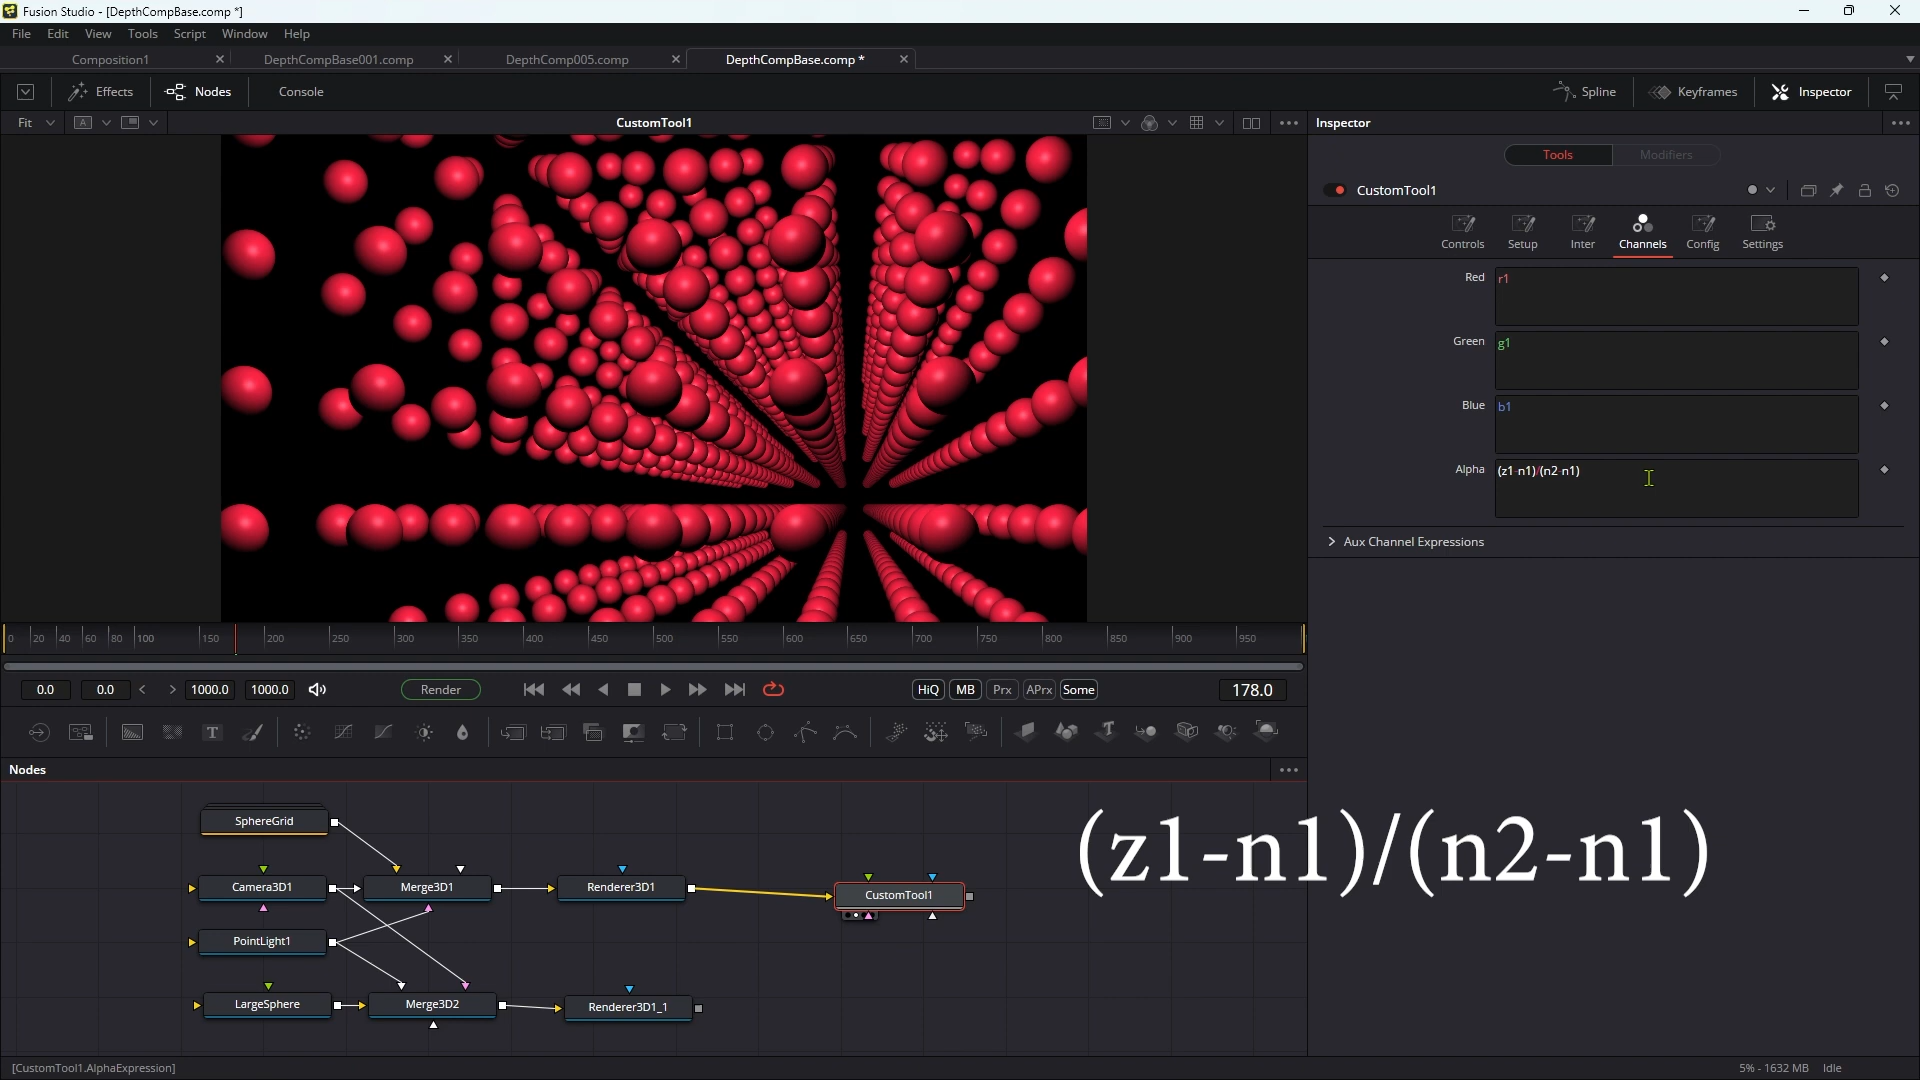 Fusion Studio - [DepthCompBase.comp *]
File Edit View Tools Script Window Help
Composition1 DepthCompBase001.comp DepthComp005.comp DepthCompBase.comp *
Effects Nodes Console Spline Keyframes Inspector
Fit A CustomTool1 Inspector
Tools Modifiers
CustomTool1
Controls Setup Inter Channels Config Settings
Red r1
Green g1
Blue b1
Alpha (z1-n1)/(n2-n1)
Aux Channel Expressions
0 20 40 60 80 100 150 200 250 300 350 400 450 500 550 600 650 700 750 800 850 900 950
0.0 0.0 1000.0 1000.0 Render HiQ MB Prx APrx Some 178.0
T T
Nodes
SphereGrid
(z1-n1)/(n2-n1)
Camera3D1 Merge3D1 Renderer3D1 CustomTool1
PointLight1
LargeSphere Merge3D2 Renderer3D1_1
[CustomTool1.AlphaExpression] 5% - 1632 MB Idle